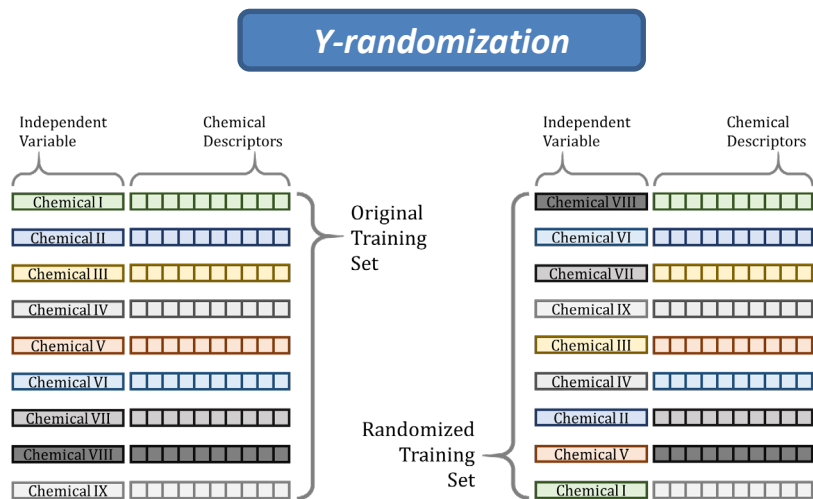 Y-randomization
Independent
Variable
Chemical
Descriptors
Chemical I
Chemical II
Chemical III
Chemical IV
Chemical V
Chemical VI
Chemical VII
Chemical VIII
Chemical IX
Original
Training
Set
Independent
Variable
Chemical
Descriptors
Chemical VIII
Chemical VI
Chemical VII
Chemical IX
Chemical III
Chemical IV
Chemical II
Chemical V
Chemical I
Randomized
Training
Set